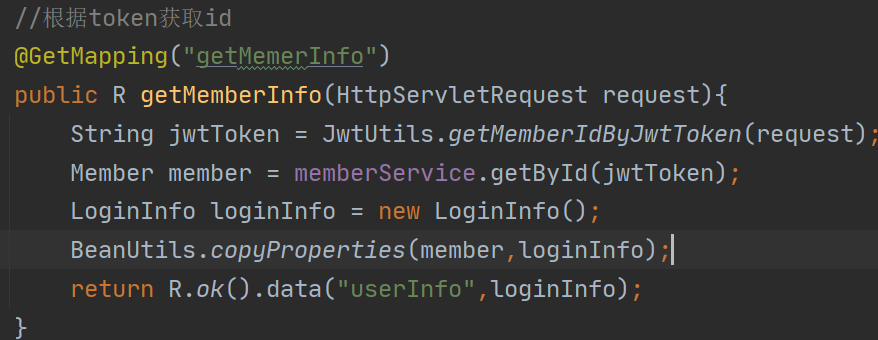 //根据token获取id
@GetMapping("getMemerInfo")
public R getMemberInfo(HttpServletRequest request){
String jwtToken = JwtUtils.getMemberIdByJwtToken(request);
Member member = memberService.getById(jwtToken);
LoginInfo loginInfo = new LoginInfo();
BeanUtils.copyProperties(member,loginInfo);
return R.ok().data("userInfo",loginInfo);
}